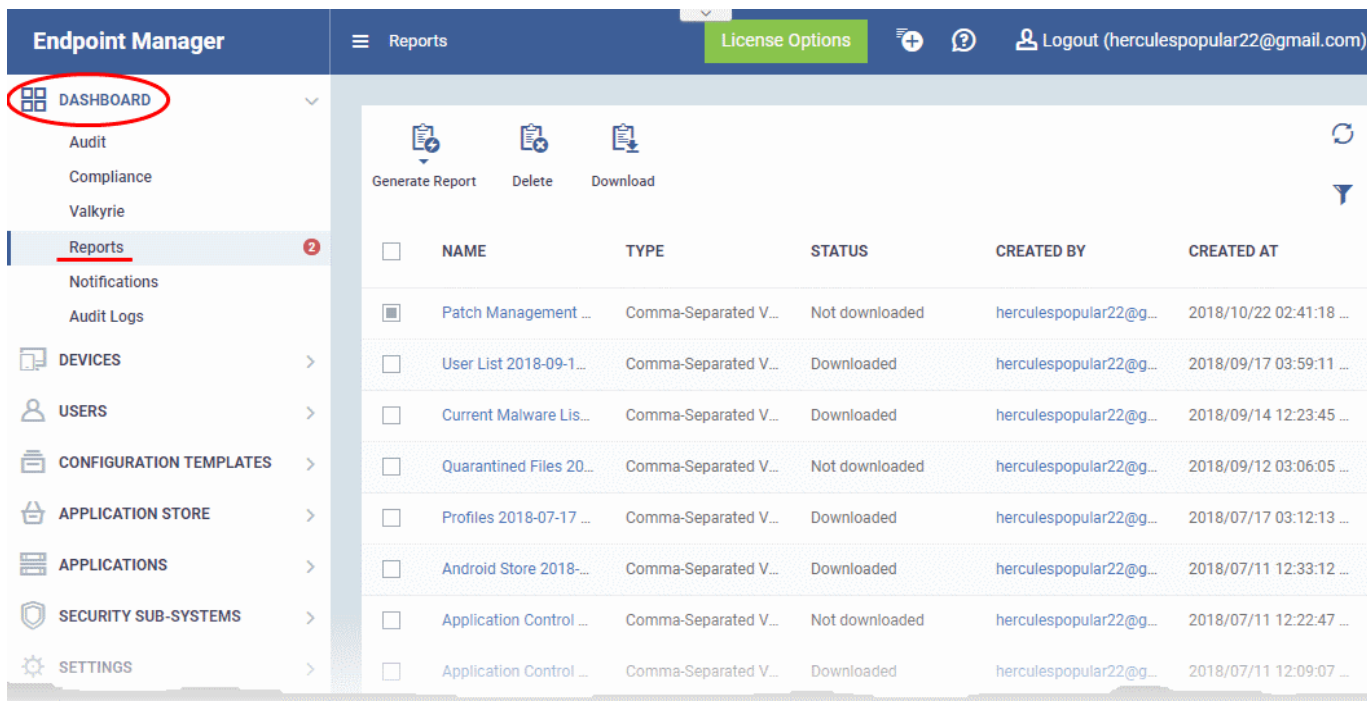 Endpoint Manager
Reports
License Options
Logout (herculespopular22@gmail.com)
DASHBOARD
Audit
Compliance
Valkyrie
Reports 2
Notifications
Audit Logs
DEVICES
USERS
CONFIGURATION TEMPLATES
APPLICATION STORE
APPLICATIONS
SECURITY SUB-SYSTEMS
SETTINGS
Generate Report Delete Download
NAME TYPE STATUS CREATED BY CREATED AT
Patch Management ... Comma-Separated V... Not downloaded herculespopular22@g... 2018/10/22 02:41:18 ...
User List 2018-09-1... Comma-Separated V... Downloaded herculespopular22@g... 2018/09/17 03:59:11 ...
Current Malware Lis... Comma-Separated V... Downloaded herculespopular22@g... 2018/09/14 12:23:45 ...
Quarantined Files 20... Comma-Separated V... Not downloaded herculespopular22@g... 2018/09/12 03:06:05 ...
Profiles 2018-07-17 ... Comma-Separated V... Downloaded herculespopular22@g... 2018/07/17 03:12:13 ...
Android Store 2018-... Comma-Separated V... Downloaded herculespopular22@g... 2018/07/11 12:33:12 ...
Application Control ... Comma-Separated V... Not downloaded herculespopular22@g... 2018/07/11 12:22:47 ...
Application Control ... Comma-Separated V... Downloaded herculespopular22@g... 2018/07/11 12:09:07 ...